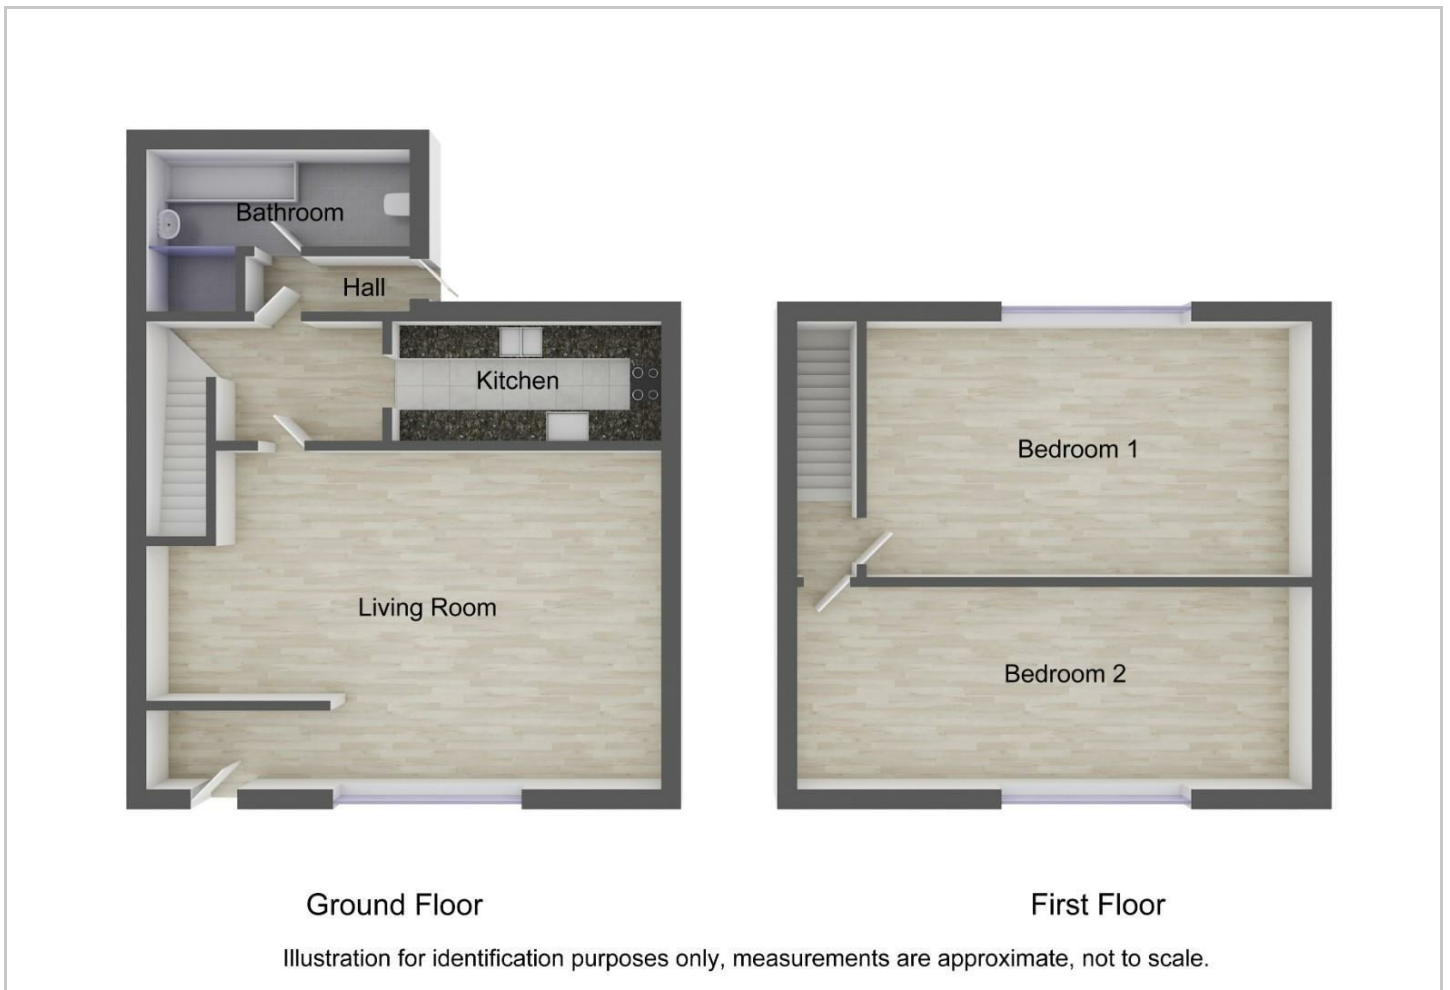 Bathroom
Hall
Kitchen
Living Room
Bedroom 1
Bedroom 2
Ground Floor
First Floor
Illustration for identification purposes only, measurements are approximate, not to scale.